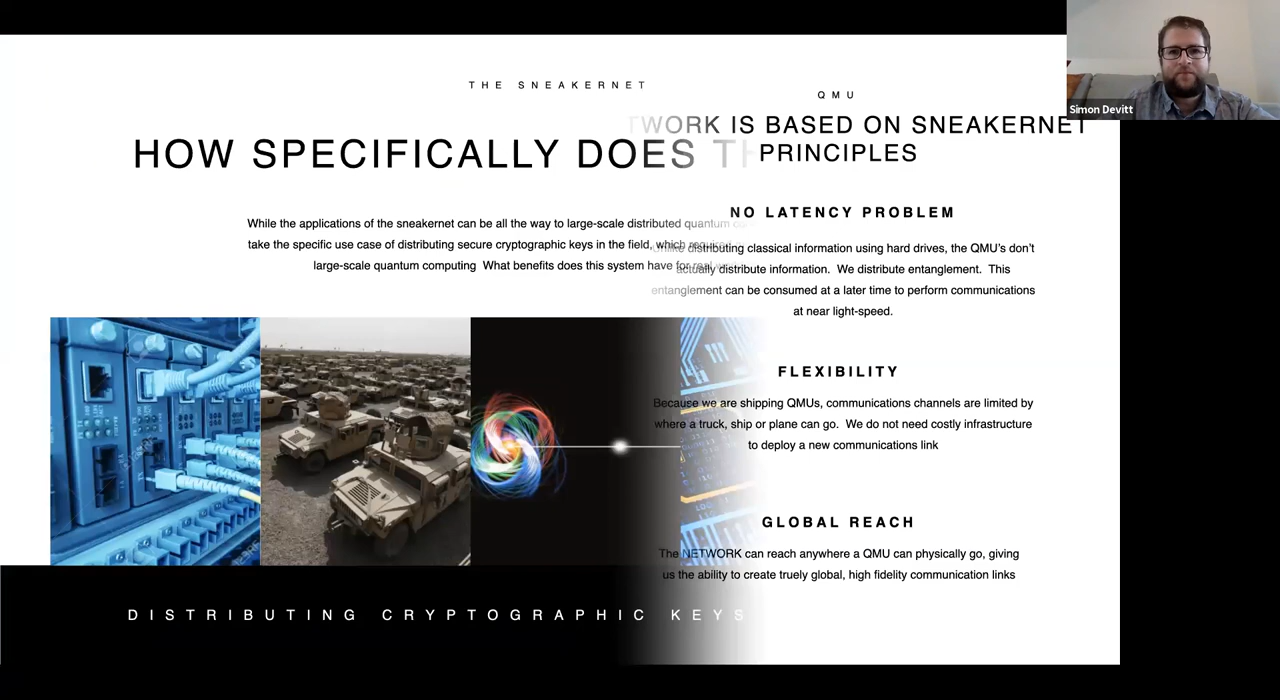 THE SNEAKERNET
HOW SPECIFICALLY DOES
While the applications of the sneakernet can be all the way to large-scale distributed quantum
take the specific use case of distributing secure cryptographic keys in the field, which
large-scale quantum computing What benefits does this system have for
DISTRIBUTING CRYPTOGRAPHIC KEYS
QMU
TWORK IS BASED ON SNEAKERNET
PRINCIPLES
NO LATENCY PROBLEM
Unlike distributing classical information using hard drives, the QMU's don't
actually distribute information. We distribute entanglement. This
entanglement can be consumed at a later time to perform communications
at near light-speed.
FLEXIBILITY
Because we are shipping QMUs, communications channels are limited by
where a truck, ship or plane can go. We do not need costly infrastructure
to deploy a new communications link
GLOBAL REACH
The NETWORK can reach anywhere a QMU can physically go, giving
us the ability to create truely global, high fidelity communication links
Simon Devitt